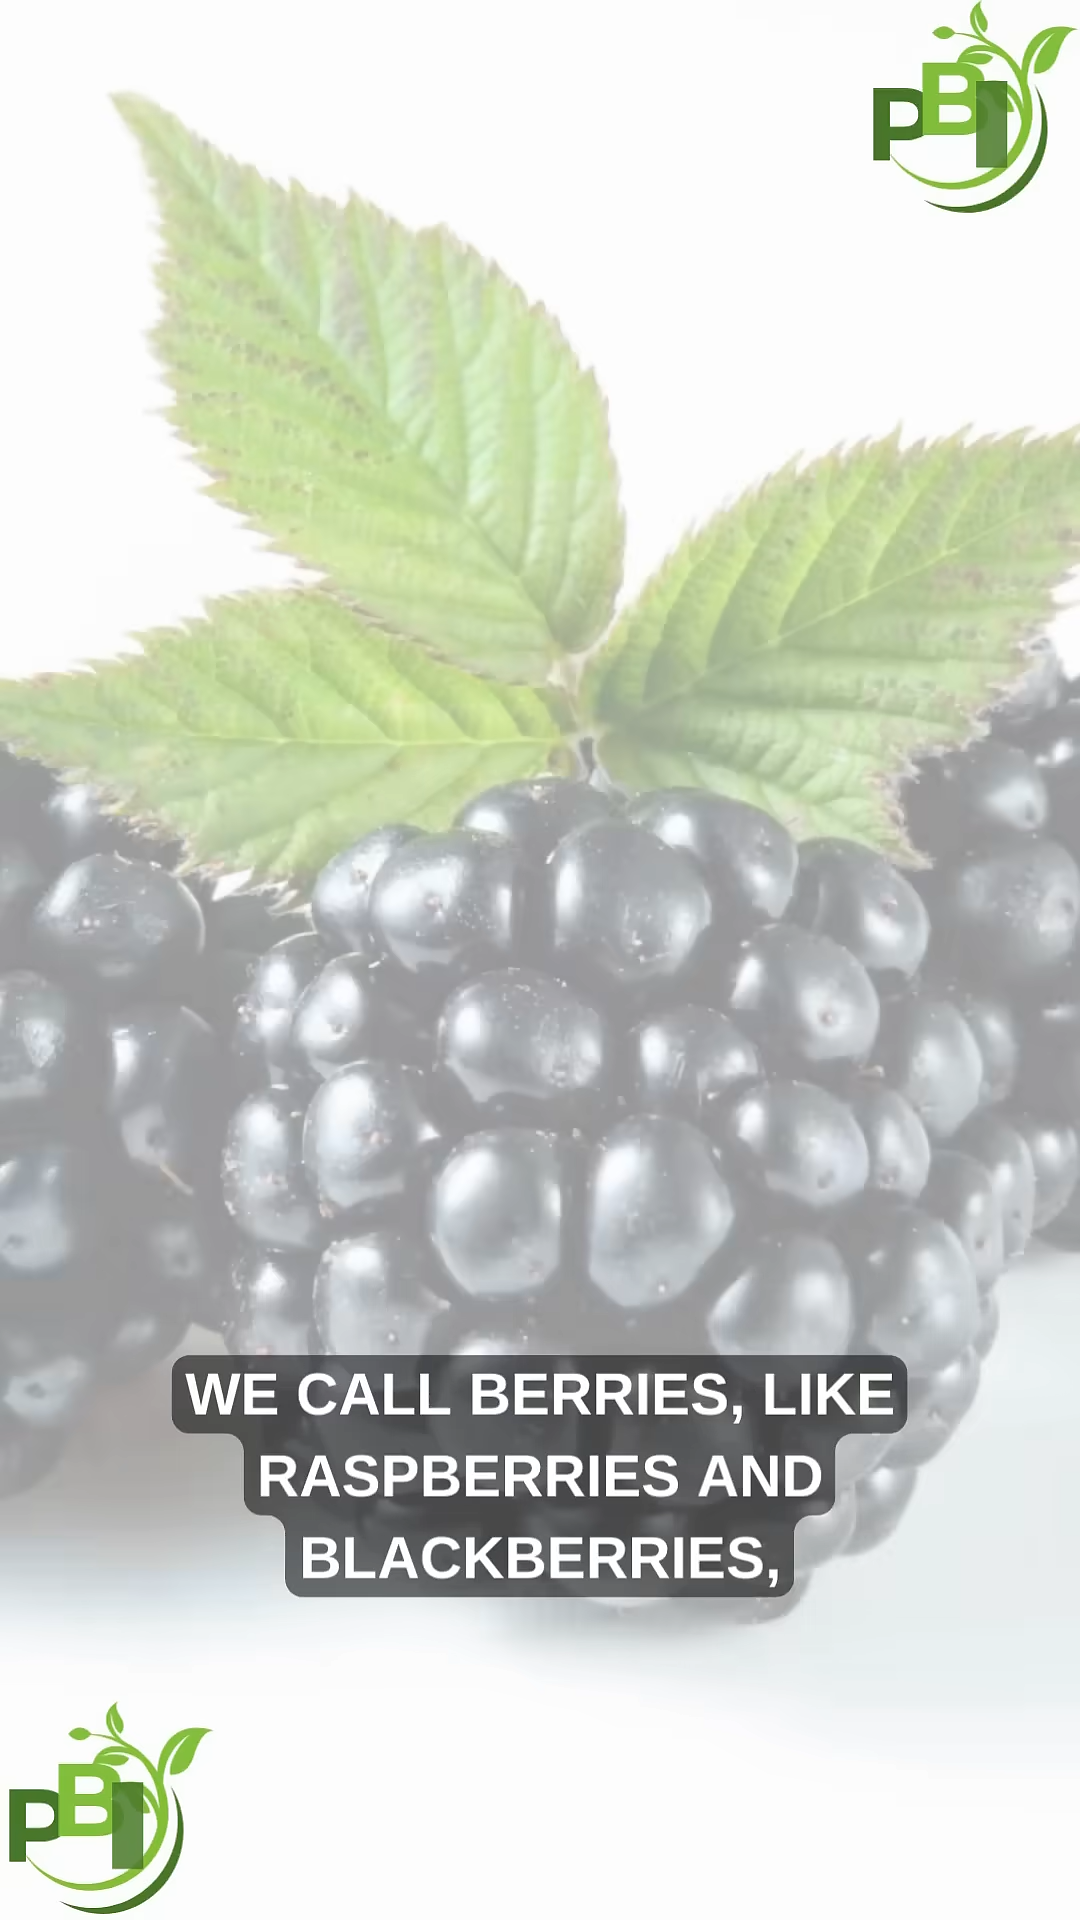 PBI
WE CALL BERRIES, LIKE
RASPBERRIES AND
BLACKBERRIES,
PBI